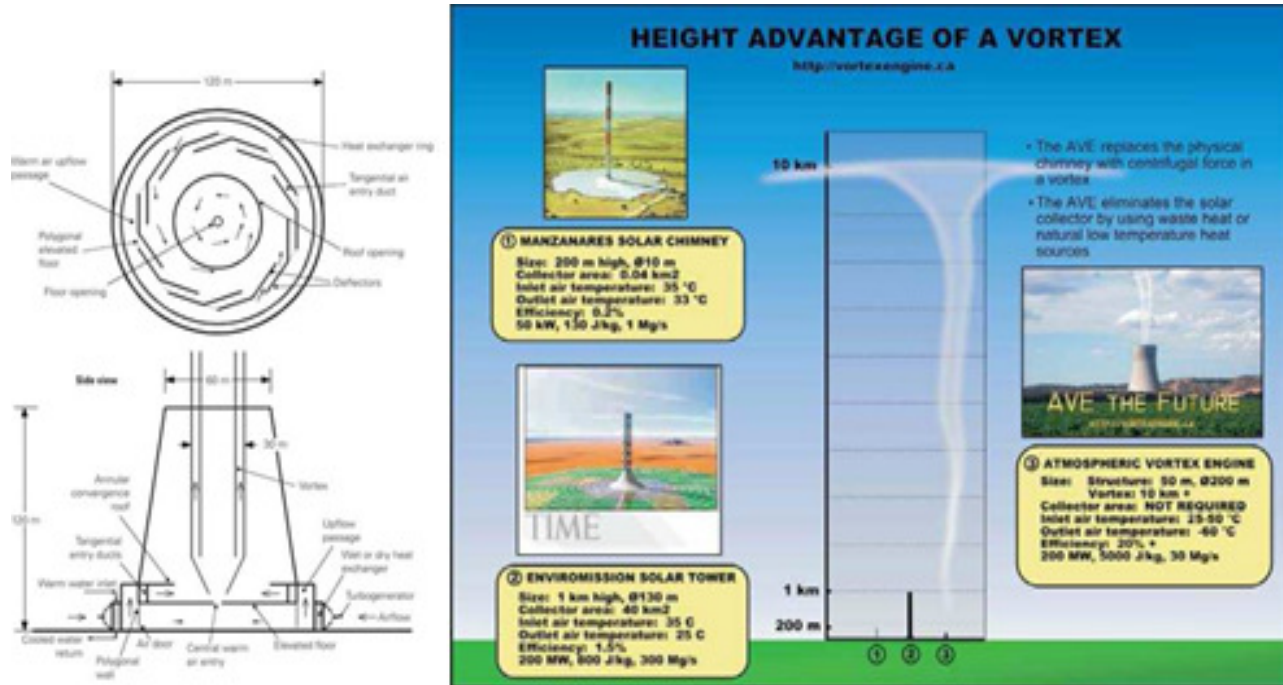 120 m
Heat exchanger ring
Warm air upflow
passage
Tangential air
entry duct
Polygonal
elevated
floor
Roof opening
Floor opening
Deflectors
Side view
60 m
30 m
Annular
convergence
roof
Vortex
Upflow
passage
Tangential
entry ducts
Wet or dry heat
exchanger
Warm water inlet
Turbogenerator
Airflow
Cooled water
return
Air door
Polygonal
wall
Central warm
air entry
Elevated floor
HEIGHT ADVANTAGE OF A VORTEX
http://vortexengine.ca
① MANZANARES SOLAR CHIMNEY
Size: 200 m high, Ø10 m
Collector area: 0.04 km2
Inlet air temperature: 35 °C
Outlet air temperature: 33 °C
Efficiency: 0.2%
50 kW, 130 J/kg, 1 Mg/s
TIME
② ENVIROMISSION SOLAR TOWER
Size: 1 km high, Ø130 m
Collector area: 40 km2
Inlet air temperature: 35 C
Outlet air temperature: 25 C
Efficiency: 1.5%
200 MW, 800 J/kg, 300 Mg/s
10 km
1 km
200 m
① ② ③
• The AVE replaces the physical
chimney with centrifugal force in
a vortex
• The AVE eliminates the solar
collector by using waste heat or
natural low temperature heat
sources
AVE THE FUTURE
HTTP://VORTEXENGINE.CA
③ ATMOSPHERIC VORTEX ENGINE
Size: Structure: 50 m, Ø200 m
Vortex: 10 km +
Collector area: NOT REQUIRED
Inlet air temperature: 25-50 °C
Outlet air temperature: -60 °C
Efficiency: 20% +
200 MW, 5000 J/kg, 30 Mg/s